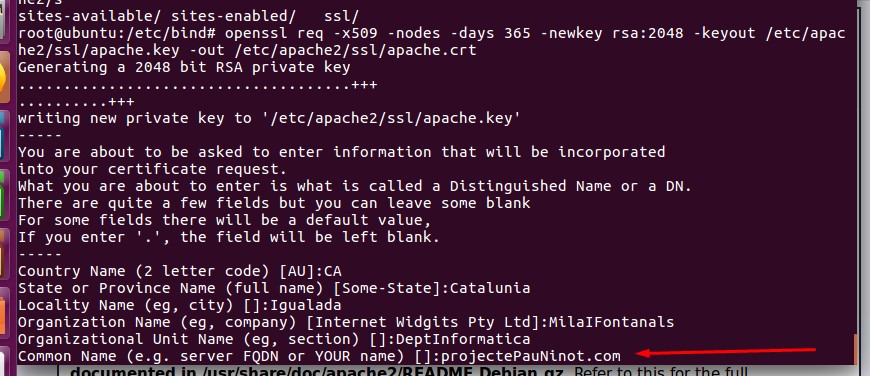 he2/s
sites-available/ sites-enabled/   ssl/
root@ubuntu:/etc/bind# openssl req -x509 -nodes -days 365 -newkey rsa:2048 -keyout /etc/apac
he2/ssl/apache.key -out /etc/apache2/ssl/apache.crt
Generating a 2048 bit RSA private key
.....................................+++
..........+++
writing new private key to '/etc/apache2/ssl/apache.key'
-----
You are about to be asked to enter information that will be incorporated
into your certificate request.
What you are about to enter is what is called a Distinguished Name or a DN.
There are quite a few fields but you can leave some blank
For some fields there will be a default value,
If you enter '.', the field will be left blank.
-----
Country Name (2 letter code) [AU]:CA
State or Province Name (full name) [Some-State]:Catalunia
Locality Name (eg, city) []:Igualada
Organization Name (eg, company) [Internet Widgits Pty Ltd]:MilaIFontanals
Organizational Unit Name (eg, section) []:DeptInformatica
Common Name (e.g. server FQDN or YOUR name) []:projectePauNinot.com
documented in /usr/share/doc/apache2/README.Debian.gz. Refer to this for the full